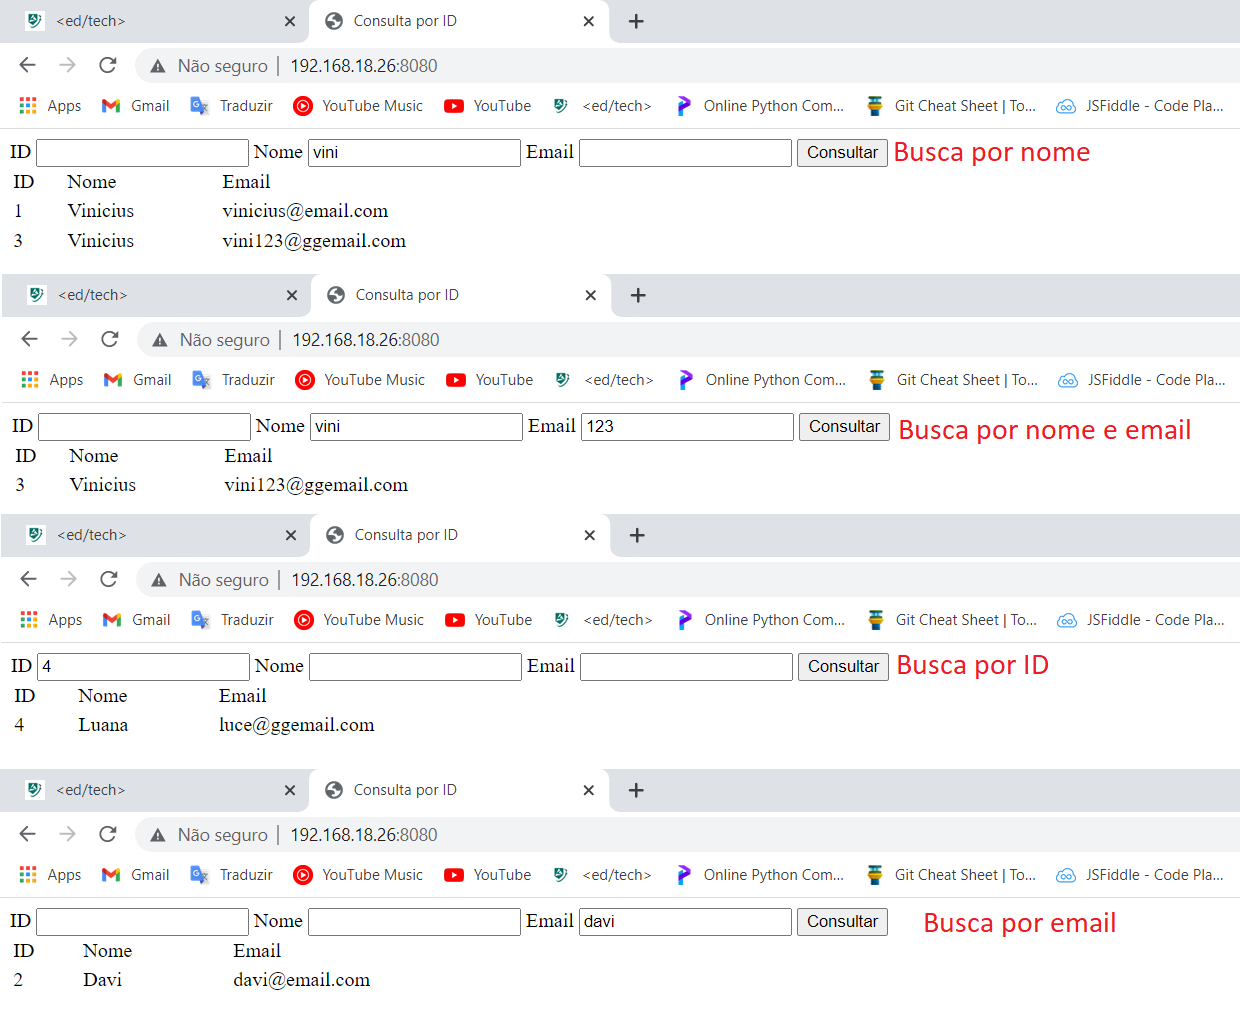 <ed/tech> Consulta por ID
Não seguro 192.168.18.26:8080
Apps Gmail Traduzir YouTube Music YouTube <ed/tech> Online Python Com... Git Cheat Sheet | To... JSFiddle - Code Pla...
ID Nome vini Email Consultar Busca por nome
ID Nome Email
1 Vinicius vinicius@email.com
3 Vinicius vini123@ggemail.com
<ed/tech> Consulta por ID
Não seguro 192.168.18.26:8080
Apps Gmail Traduzir YouTube Music YouTube <ed/tech> Online Python Com... Git Cheat Sheet | To... JSFiddle - Code Pla...
ID Nome vini Email 123 Consultar Busca por nome e email
ID Nome Email
3 Vinicius vini123@ggemail.com
<ed/tech> Consulta por ID
Não seguro 192.168.18.26:8080
Apps Gmail Traduzir YouTube Music YouTube <ed/tech> Online Python Com... Git Cheat Sheet | To... JSFiddle - Code Pla...
ID 4 Nome Email Consultar Busca por ID
ID Nome Email
4 Luana luce@ggemail.com
<ed/tech> Consulta por ID
Não seguro 192.168.18.26:8080
Apps Gmail Traduzir YouTube Music YouTube <ed/tech> Online Python Com... Git Cheat Sheet | To... JSFiddle - Code Pla...
ID Nome Email davi Consultar Busca por email
ID Nome Email
2 Davi davi@email.com